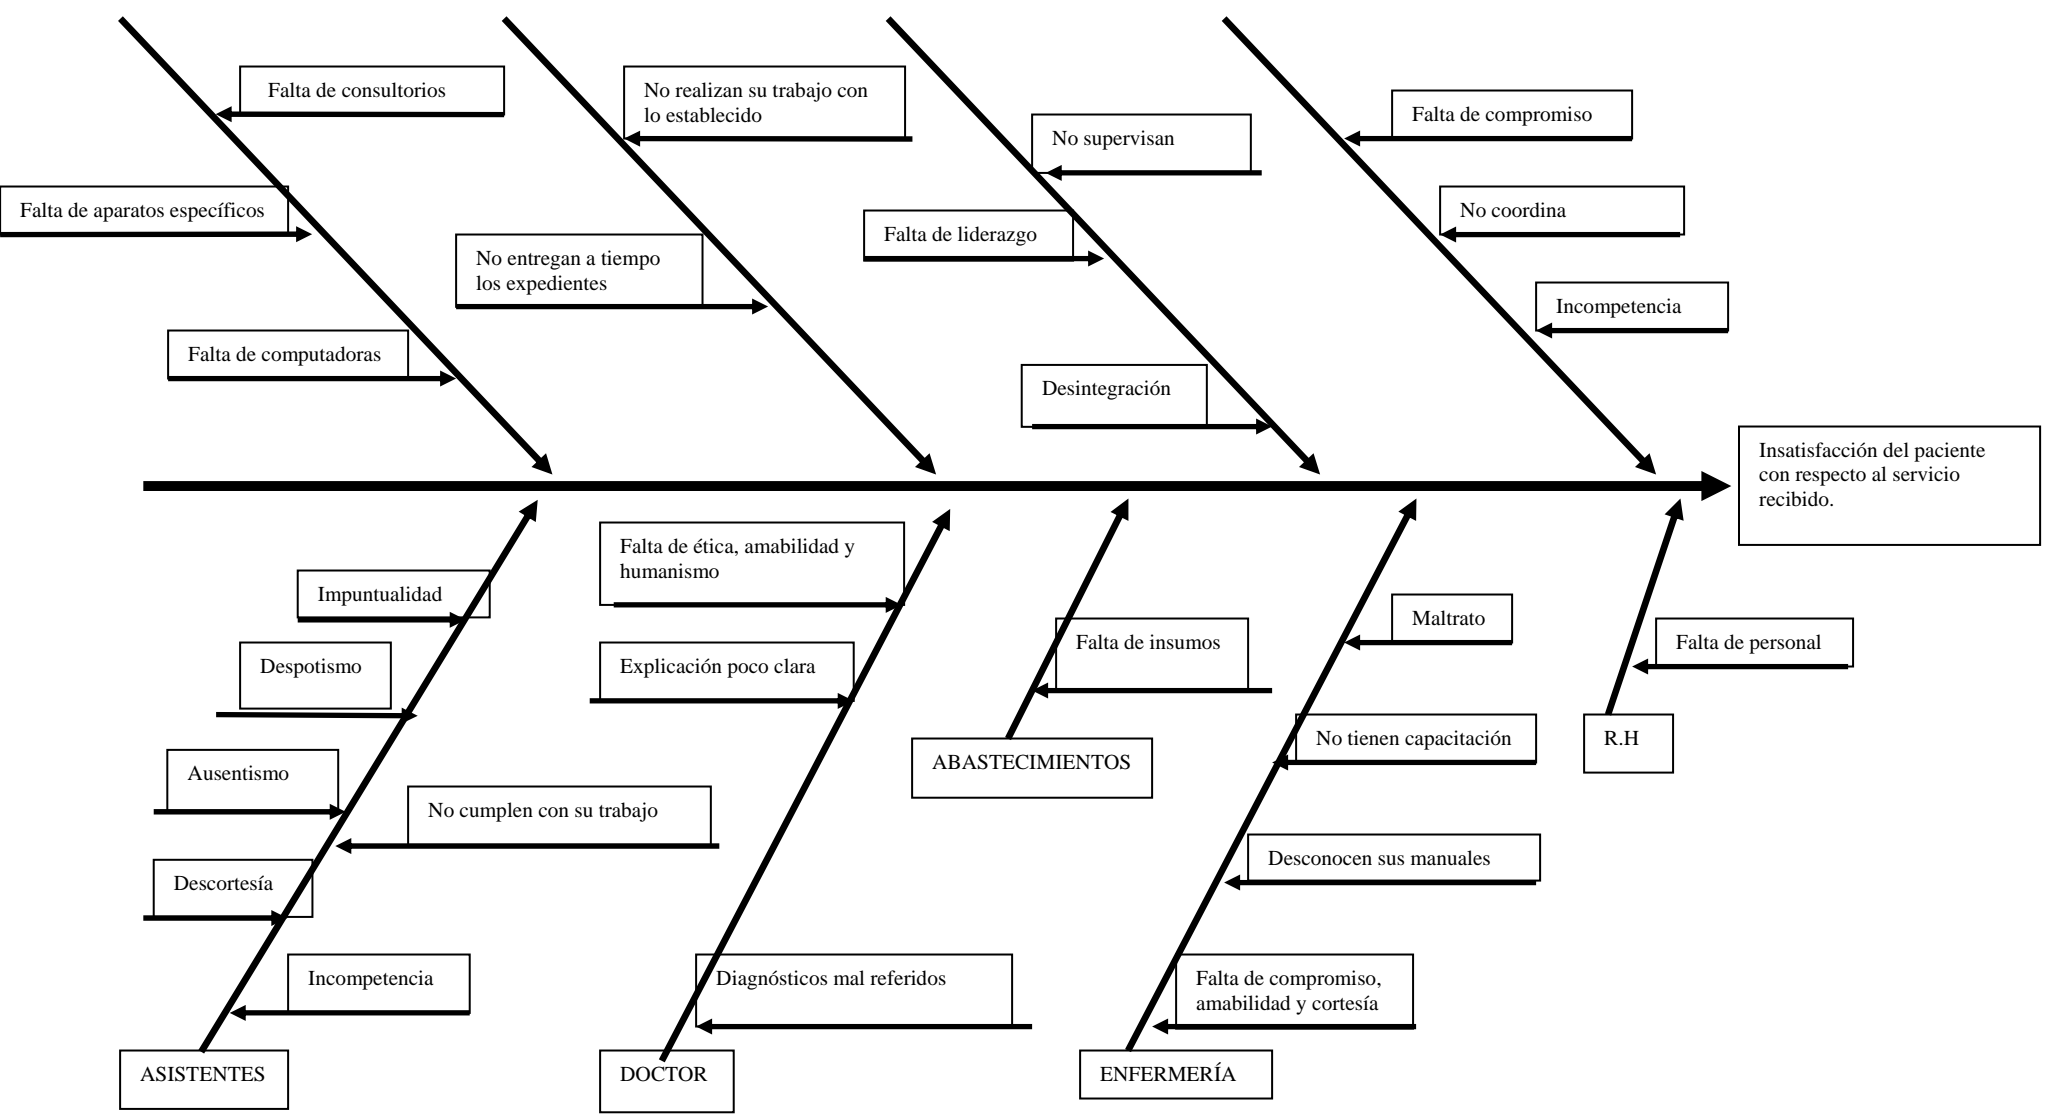 Falta de consultorios
No realizan su trabajo con
lo establecido
Falta de compromiso
No supervisan
Falta de aparatos específicos
No coordina
Falta de liderazgo
No entregan a tiempo
los expedientes
Incompetencia
Falta de computadoras
Desintegración
Insatisfacción del paciente
con respecto al servicio
recibido.
Falta de ética, amabilidad y
humanismo
Impuntualidad
Maltrato
Falta de insumos
Falta de personal
Despotismo
Explicación poco clara
No tienen capacitación
R.H
ABASTECIMIENTOS
Ausentismo
No cumplen con su trabajo
Desconocen sus manuales
Descortesía
Incompetencia
Diagnósticos mal referidos
Falta de compromiso,
amabilidad y cortesía
ASISTENTES
DOCTOR
ENFERMERÍA